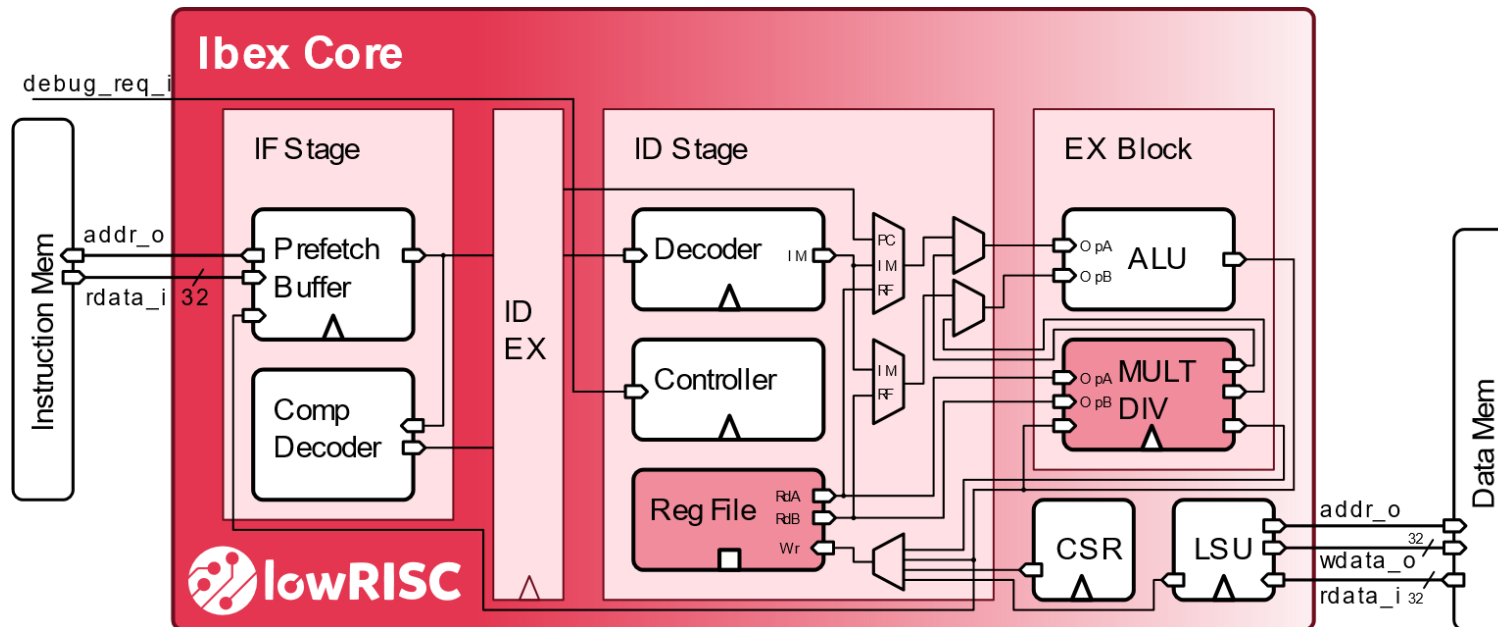 Ibex Core
debug_req_i
Instruction Mem
addr_o
rdata_i 32
IF Stage
Prefetch
Buffer
Comp
Decoder
ID
EX
ID Stage
Decoder
IM
Controller
Reg File
RdA
RdB
Wr
PC
IM
RF
IM
RF
EX Block
OpA
OpB
ALU
OpA
OpB
MULT
DIV
CSR
LSU
addr_o
32
wdata_o
rdata_i 32
Data Mem
lowRISC